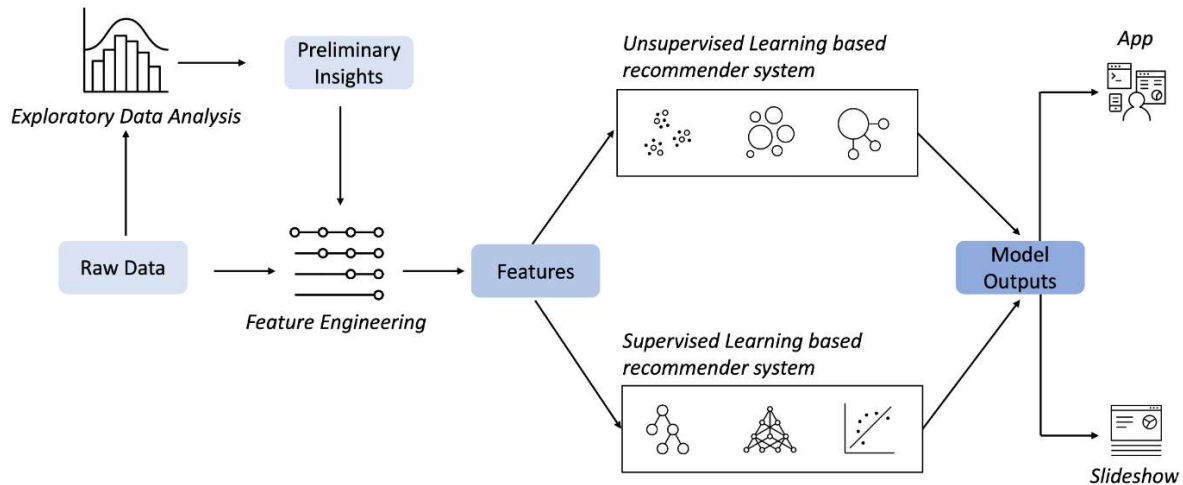 Exploratory Data Analysis
Preliminary
Insights
Raw Data
Feature Engineering
Features
Unsupervised Learning based
recommender system
Supervised Learning based
recommender system
Model
Outputs
App
Slideshow